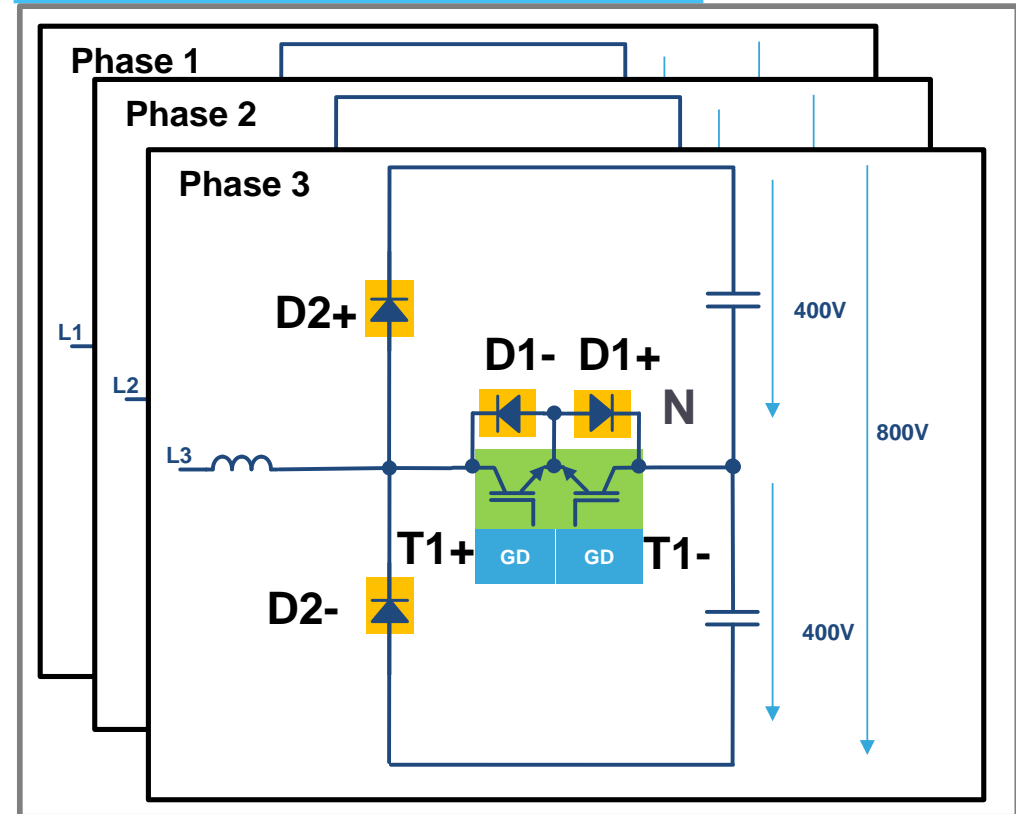 Phase 1
Phase 2
Phase 3
D2+
400V
L1
D1- D1+
L2
N
800V
L3
T1+
GD
GD
T1-
D2-
400V